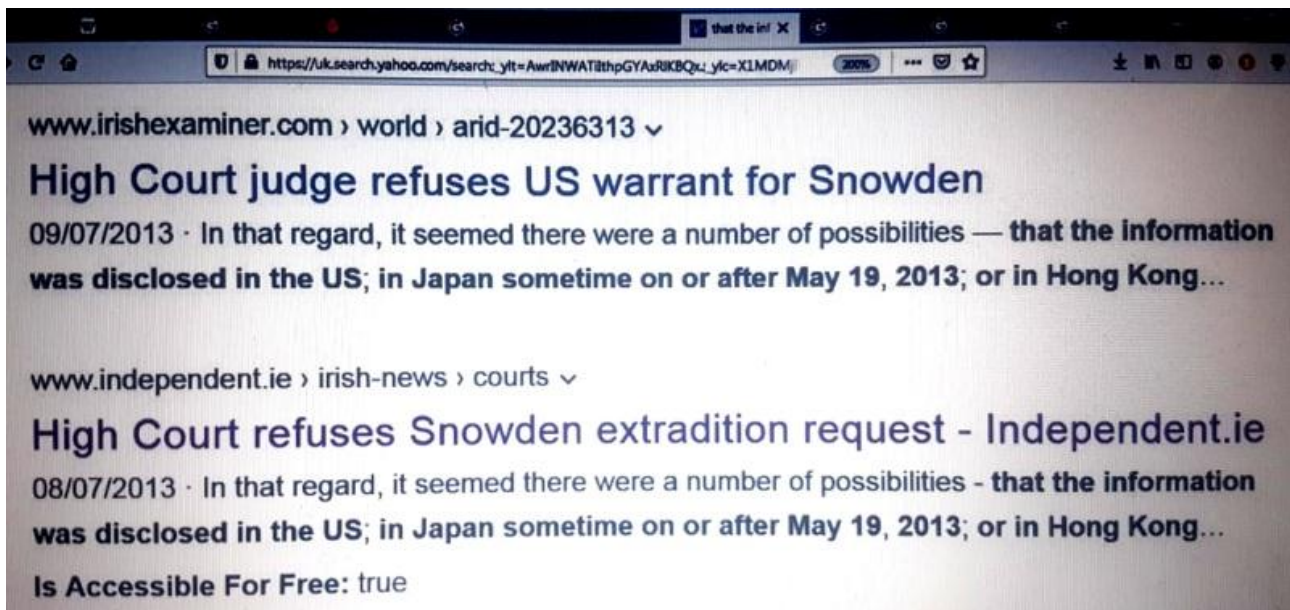 that the inf
https://uk.search.yahoo.com/search;_ylt= 200%
www.irishexaminer.com › world › arid-20236313
High Court judge refuses US warrant for Snowden
09/07/2013 · In that regard, it seemed there were a number of possibilities — that the information
was disclosed in the US; in Japan sometime on or after May 19, 2013; or in Hong Kong...
www.independent.ie › irish-news › courts
High Court refuses Snowden extradition request - Independent.ie
08/07/2013 · In that regard, it seemed there were a number of possibilities - that the information
was disclosed in the US; in Japan sometime on or after May 19, 2013; or in Hong Kong...
Is Accessible For Free: true